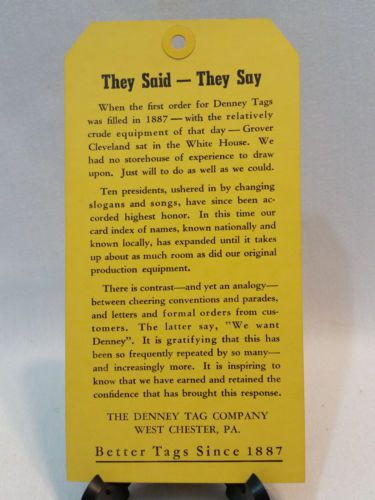 They Said — They Say
When the first order for Denney Tags
was filled in 1887 — with the relatively
crude equipment of that day — Grover
Cleveland sat in the White House. We
had no storehouse of experience to draw
upon. Just will to do as well as we could.
Ten presidents, ushered in by changing
slogans and songs, have since been ac-
corded highest honor. In this time our
card index of names, known nationally and
known locally, has expanded until it takes
up about as much room as did our original
production equipment.
There is contrast—and yet an analogy—
between cheering conventions and parades,
and letters and formal orders from cus-
tomers. The latter say, "We want
Denney". It is gratifying that this has
been so frequently repeated by so many—
and increasingly more. It is inspiring to
know that we have earned and retained the
confidence that has brought this response.
THE DENNEY TAG COMPANY
WEST CHESTER, PA.
Better Tags Since 1887